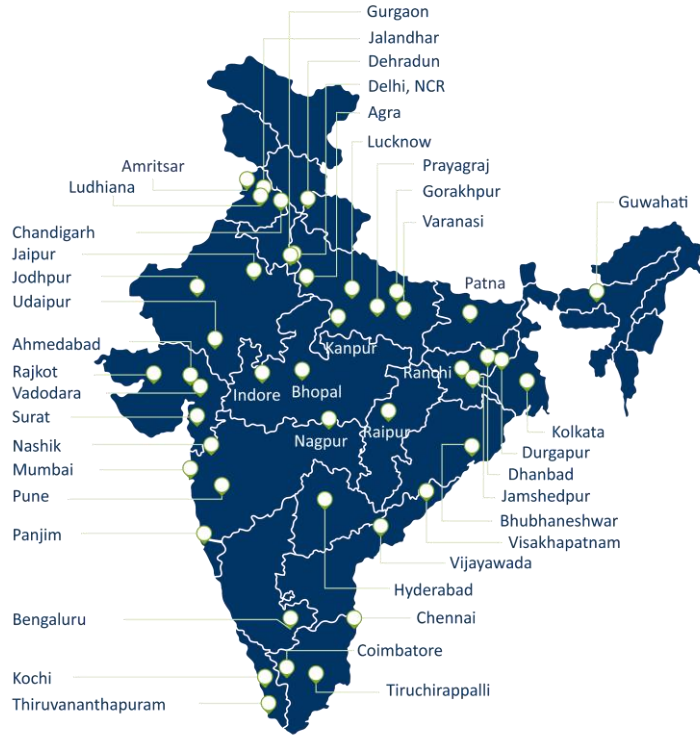 Gurgaon
Jalandhar
Dehradun
Delhi, NCR
Agra
Lucknow
Amritsar
Prayagraj
Ludhiana
Gorakhpur
Guwahati
Varanasi
Chandigarh
Jaipur
Jodhpur
Patna
Udaipur
Ahmedabad
Kanpur
Rajkot
Ranchi
Vadodara
Indore
Bhopal
Surat
Raipur
Kolkata
Nagpur
Nashik
Durgapur
Mumbai
Dhanbad
Pune
Jamshedpur
Bhubhaneshwar
Panjim
Visakhapatnam
Vijayawada
Hyderabad
Bengaluru
Chennai
Coimbatore
Kochi
Tiruchirappalli
Thiruvananthapuram